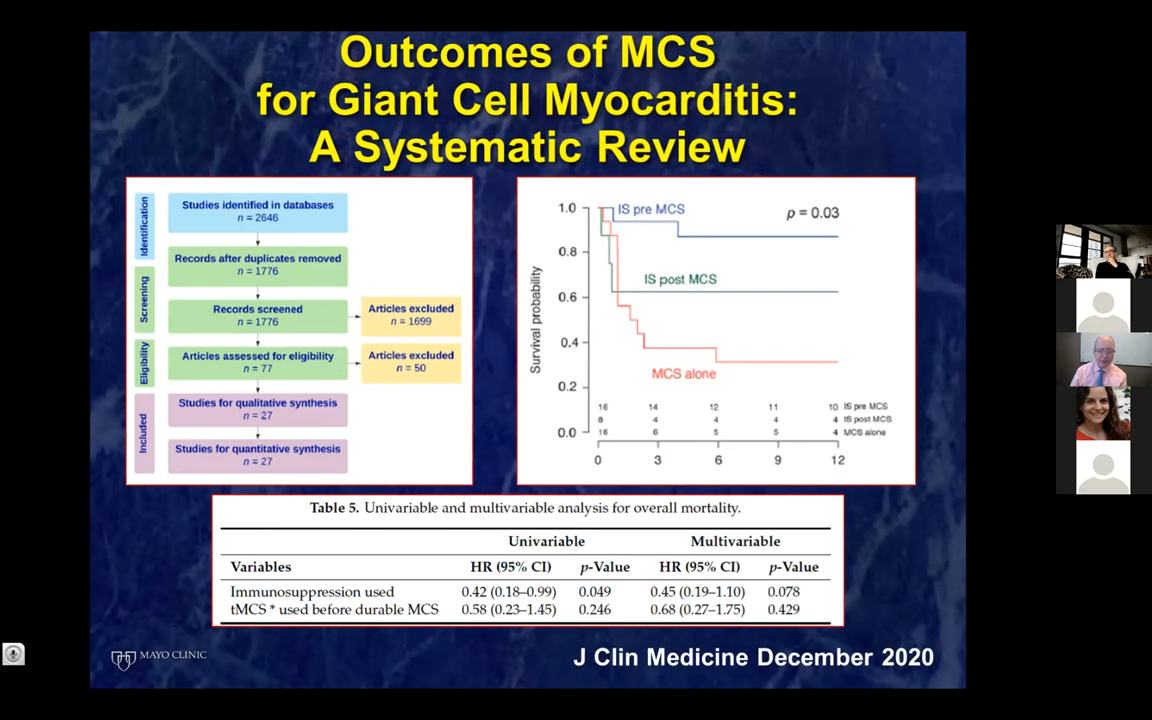 Outcomes of MCS
for Giant Cell Myocarditis:
A Systematic Review
Identification
Studies identified in databases
n = 2646
Records after duplicates removed
n = 1776
Screening
Records screened
n = 1776
Articles excluded
n = 1699
Eligibility
Articles assessed for eligibility
n = 77
Articles excluded
n = 50
Included
Studies for qualitative synthesis
n = 27
Studies for quantitative synthesis
n = 27
Survival probability
1.0
0.8
0.6
0.4
0.2
0.0
IS pre MCS
p = 0.03
IS post MCS
MCS alone
16 14 12 11 10 IS pre MCS
8 4 4 4 4 IS post MCS
16 6 5 5 4 MCS alone
0 3 6 9 12
Table 5. Univariable and multivariable analysis for overall mortality.
Univariable Multivariable
Variables HR (95% CI) p-Value HR (95% CI) p-Value
Immunosuppression used 0.42 (0.18–0.99) 0.049 0.45 (0.19–1.10) 0.078
tMCS * used before durable MCS 0.58 (0.23–1.45) 0.246 0.68 (0.27–1.75) 0.429
MAYO CLINIC
J Clin Medicine December 2020